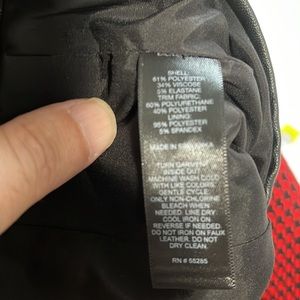 SHELL:
61% POLYESTER
34% VISCOSE
5% ELASTANE
TRIM FABRIC:
60% POLYURETHANE
40% POLYESTER
LINING:
95% POLYESTER
5% SPANDEX
MADE IN
TURN GARMENT
INSIDE OUT
MACHINE WASH COLD
WITH LIKE COLORS.
GENTLE CYCLE.
ONLY NON-CHLORINE
BLEACH WHEN
NEEDED. LINE DRY.
COOL IRON ON
REVERSE IF NEEDED.
DO NOT IRON ON FAUX
LEATHER. DO NOT
DRY CLEAN.
RN # 55285